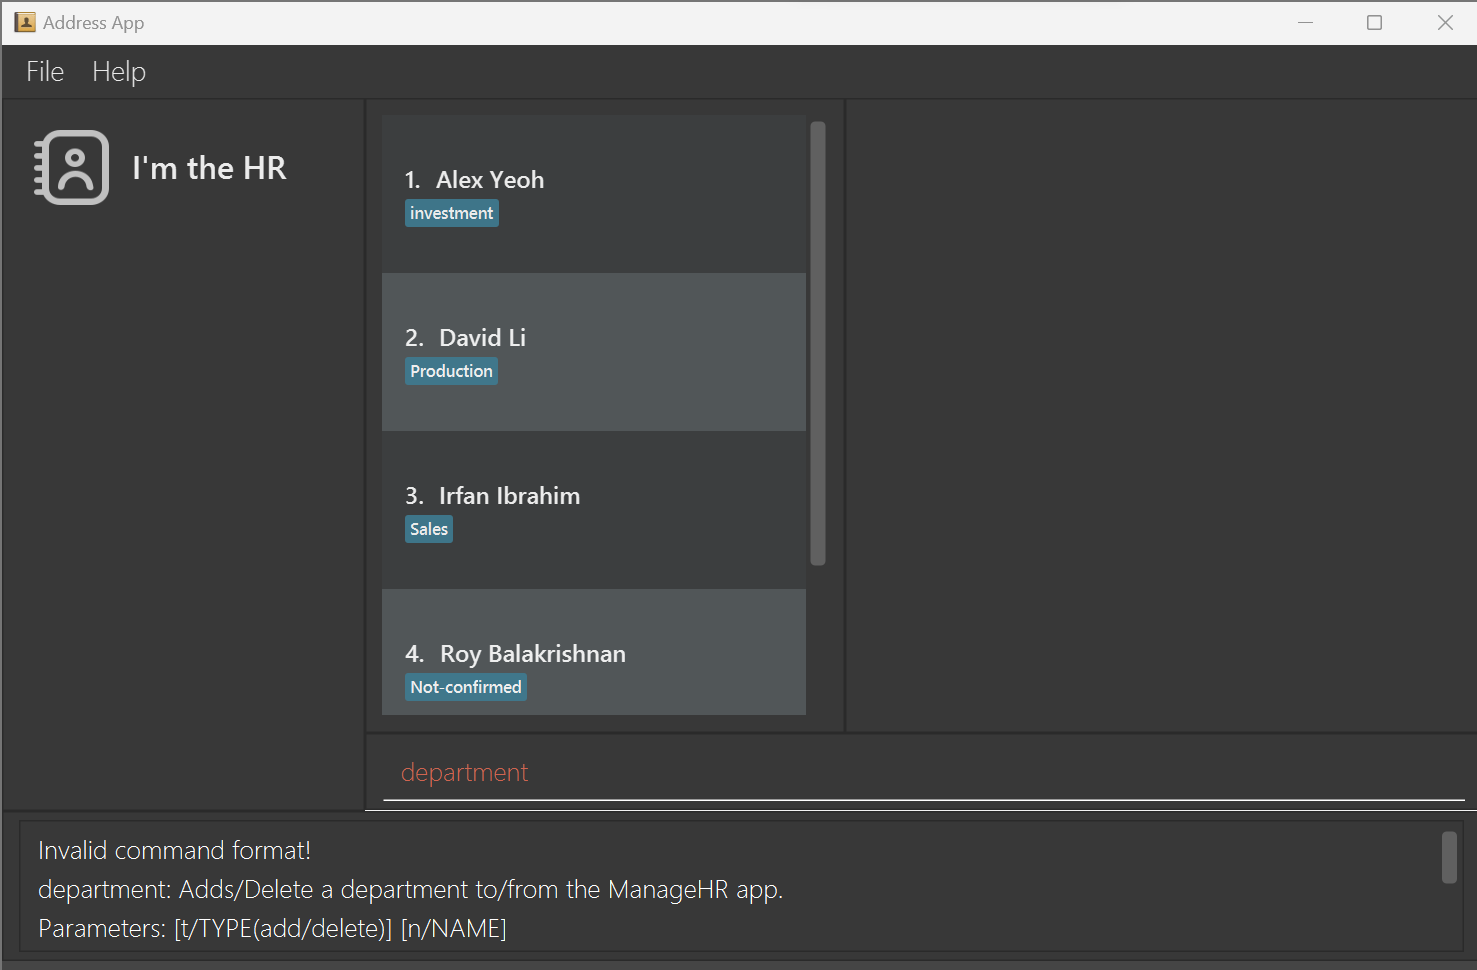 Address App
File Help
I'm the HR
1. Alex Yeoh
investment
2. David Li
Production
3. Irfan Ibrahim
Sales
4. Roy Balakrishnan
Not-confirmed
department
Invalid command format!
department: Adds/Delete a department to/from the ManageHR app.
Parameters: [t/TYPE(add/delete)] [n/NAME]